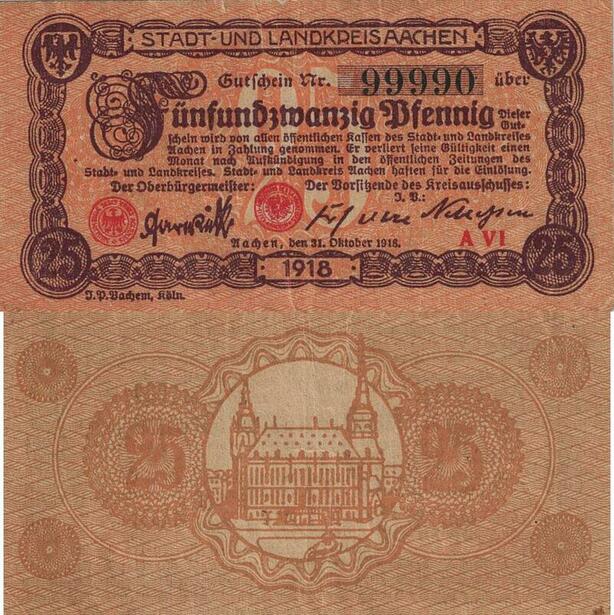 STADT- UND LANDKREIS AACHEN
Gutschein Nr. 99990 über
Fünfundzwanzig Pfennig Dieser Gut-
schein wird von allen öffentlichen Kassen des Stadt- und Landkreises
Aachen in Zahlung genommen. Er verliert seine Gültigkeit einen
Monat nach Aufkündigung in den öffentlichen Zeitungen des
Stadt- und Landkreises. Stadt- und Landkreis Aachen haften für die Einlösung.
Der Oberbürgermeister: Der Vorsitzende des Kreisausschusses:
J. V.:
Aachen, den 31. Oktober 1918. A VI
25 1918 25
J.P. Bachem, Köln.
25 25